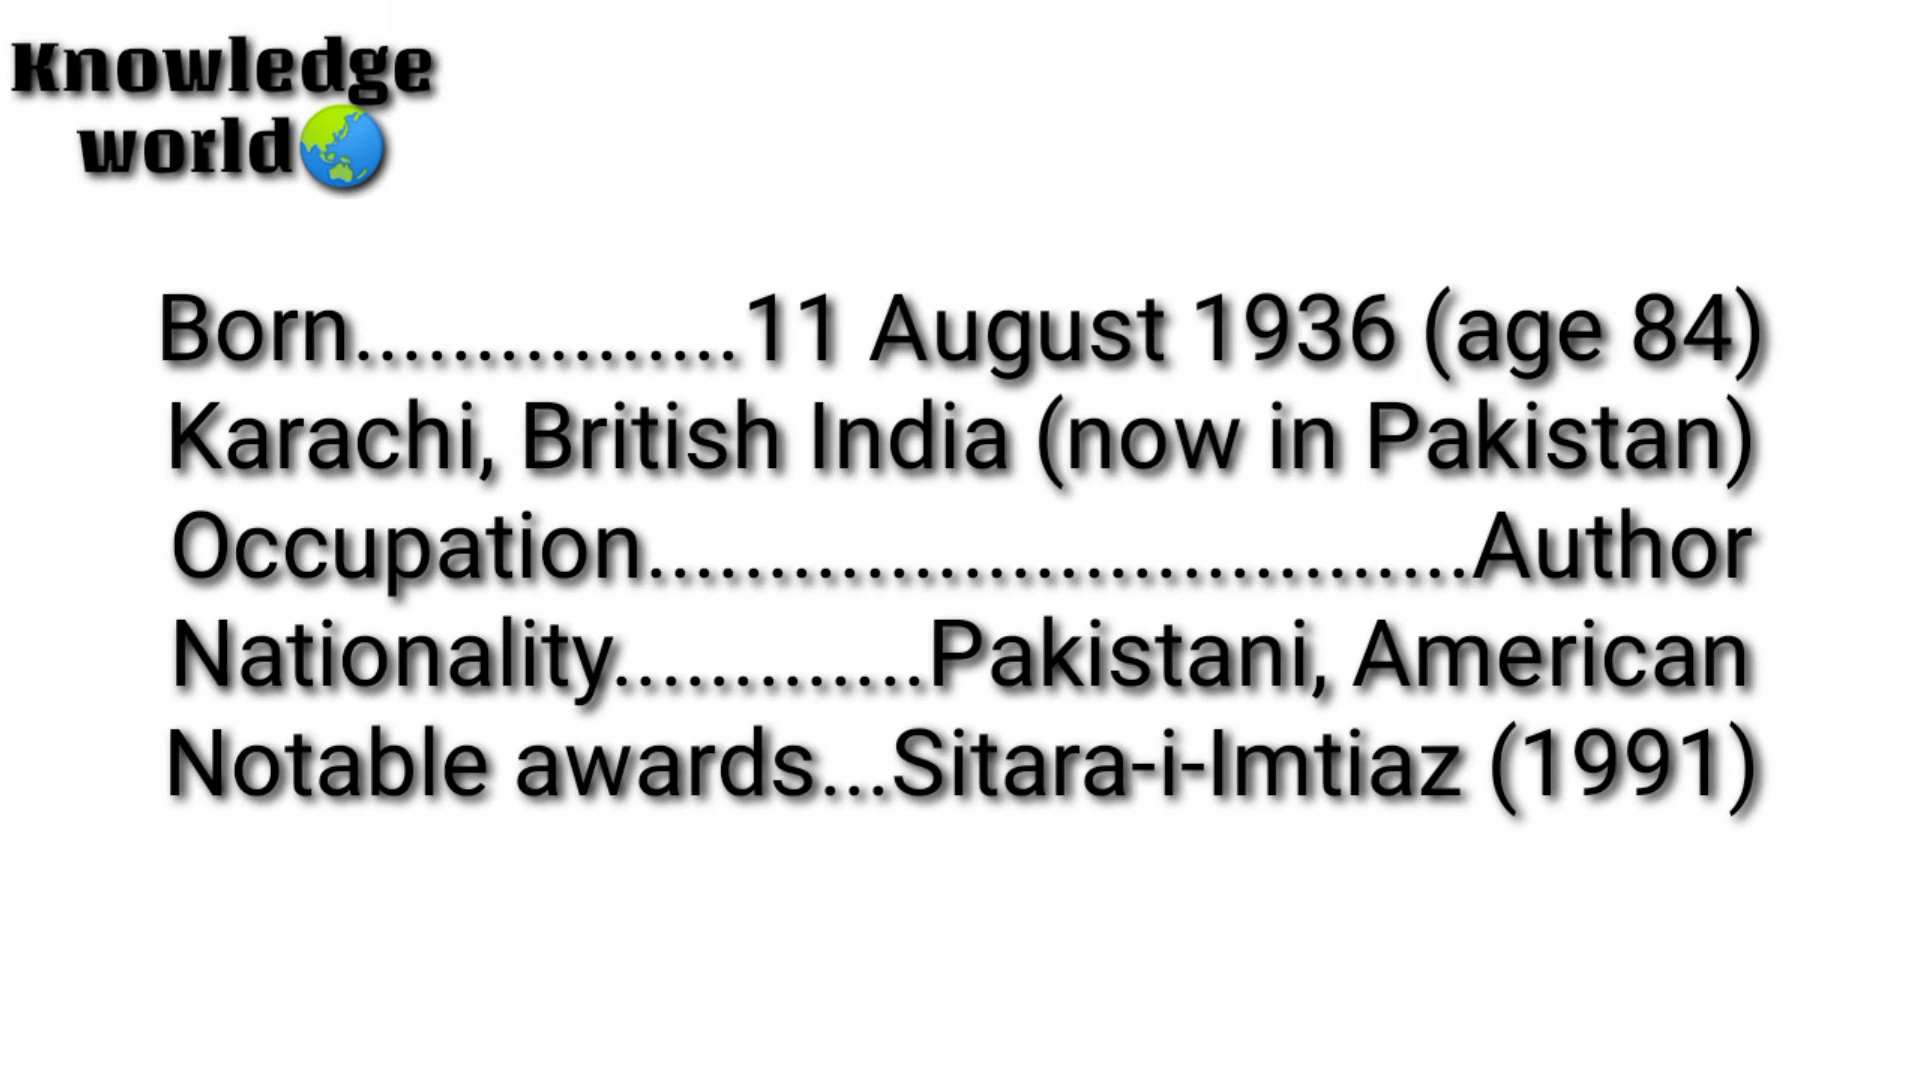 Knowledge
world
Born................11 August 1936 (age 84)
Karachi, British India (now in Pakistan)
Occupation..................................Author
Nationality.............Pakistani, American
Notable awards...Sitara-i-Imtiaz (1991)